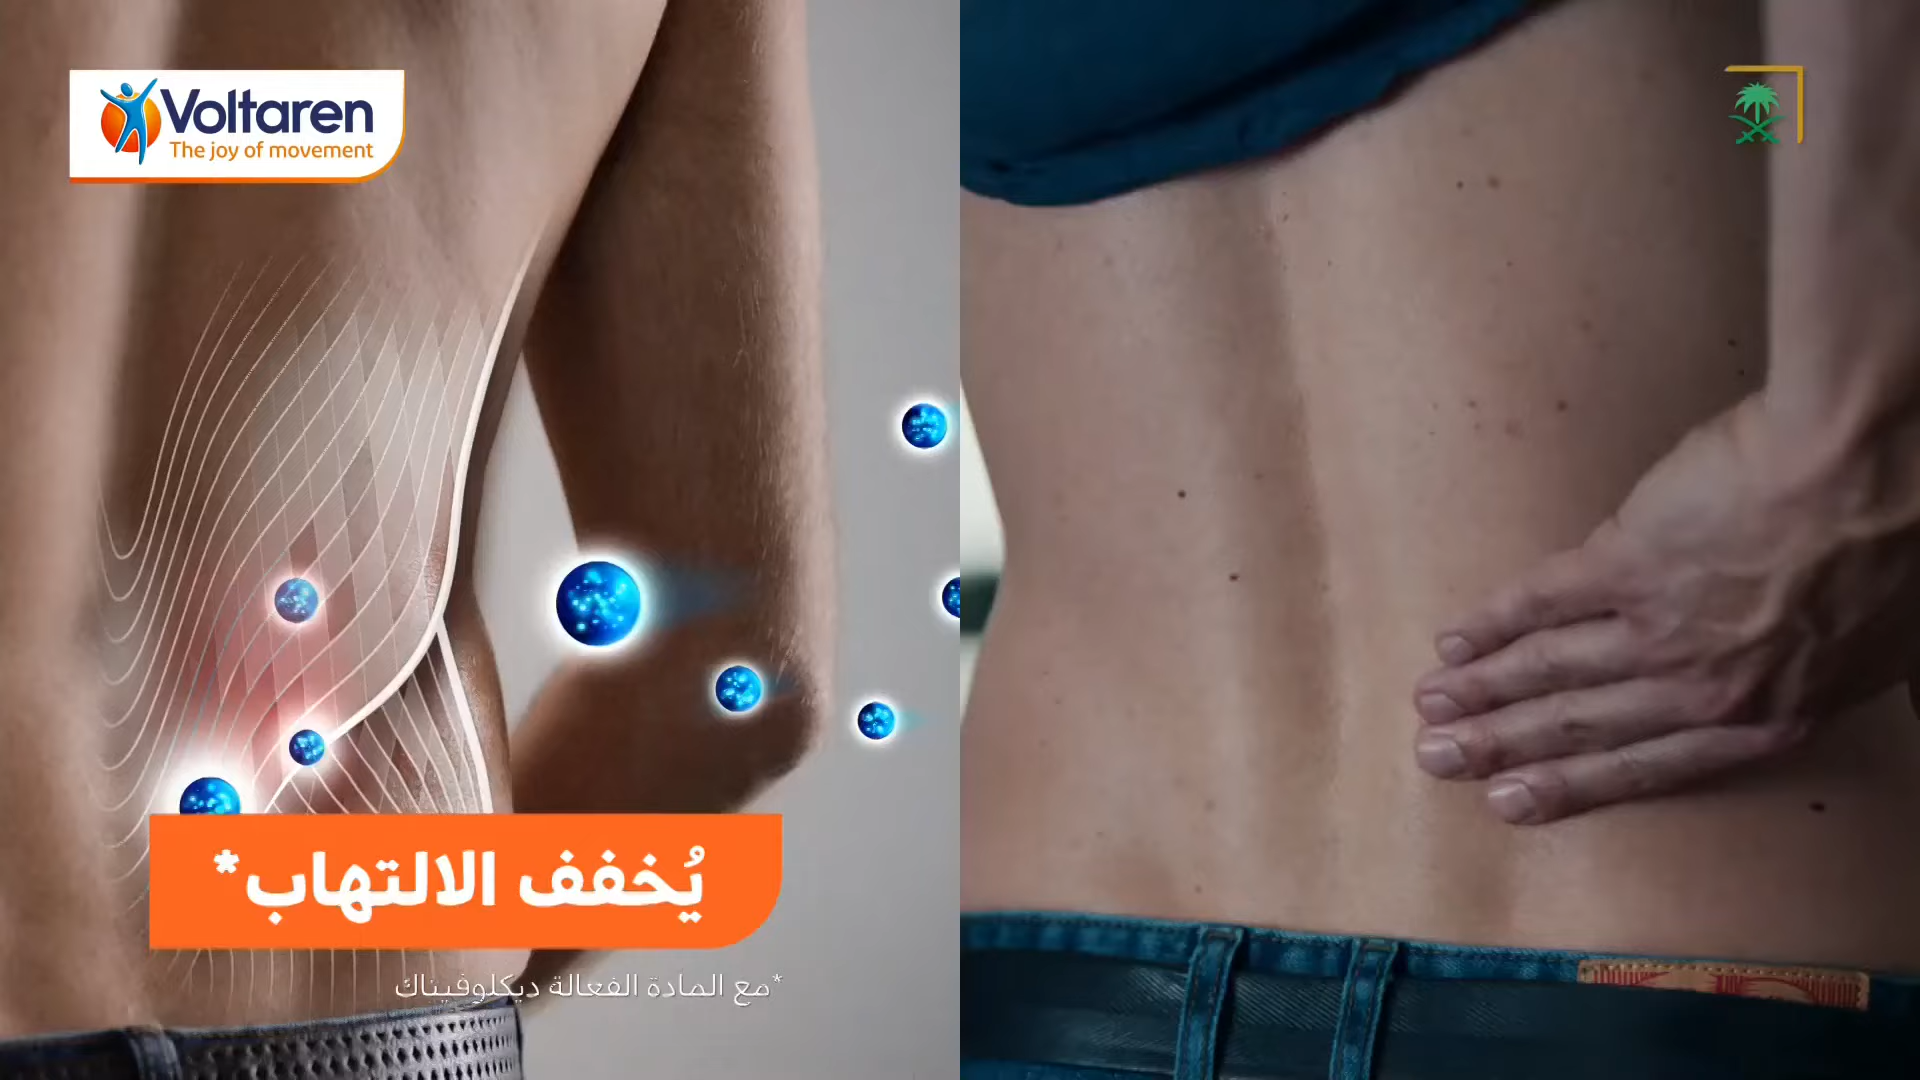 Voltaren
The joy of movement
يُخفف الالتهاب*
*مع المادة الفعالة ديكلوفيناك